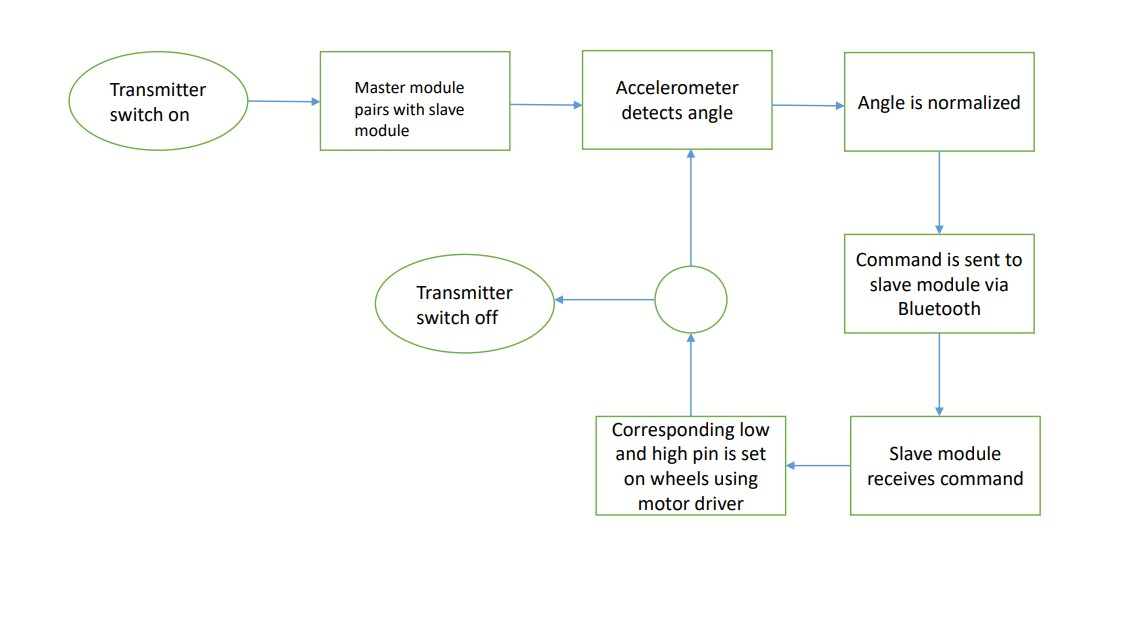 Transmitter
switch on
Master module
pairs with slave
module
Accelerometer
detects angle
Angle is normalized
Command is sent to
slave module via
Bluetooth
Transmitter
switch off
Corresponding low
and high pin is set
on wheels using
motor driver
Slave module
receives command